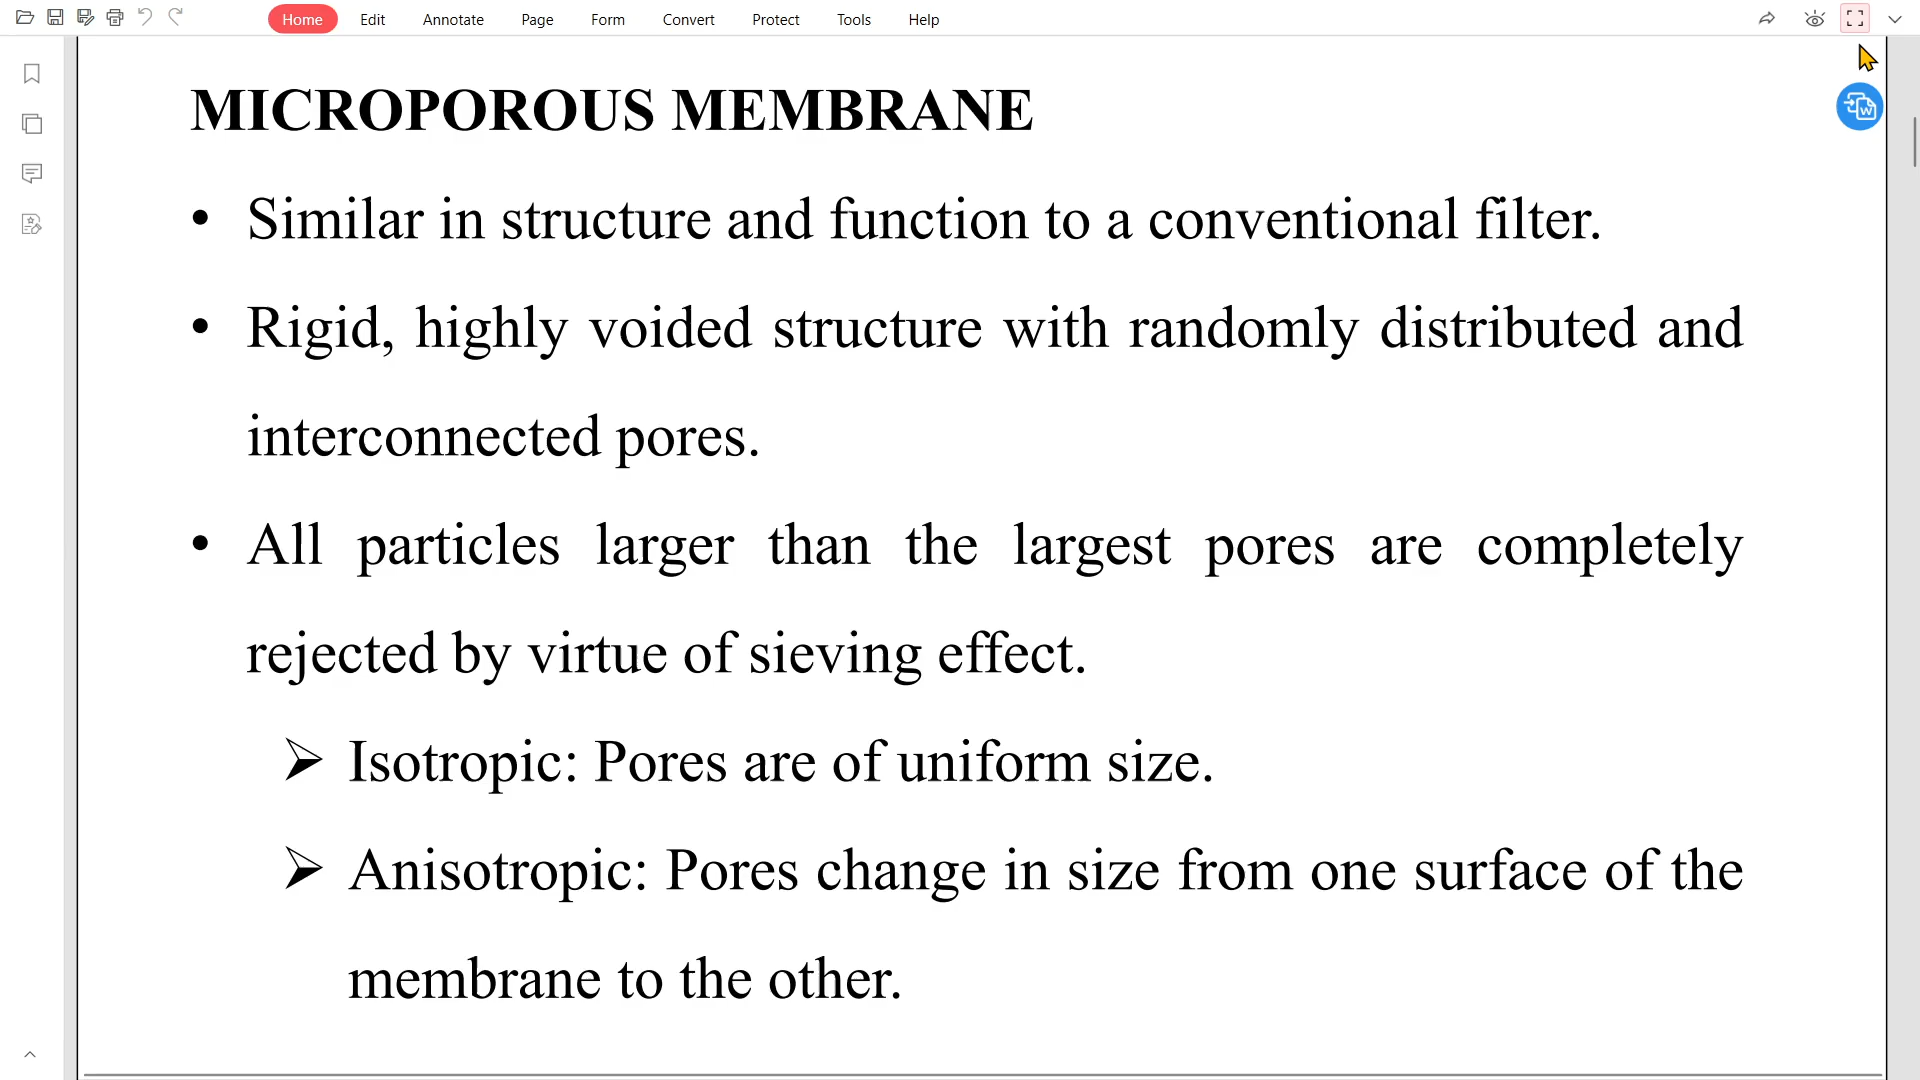 Home Edit Annotate Page Form Convert Protect Tools Help
MICROPOROUS MEMBRANE
• Similar in structure and function to a conventional filter.
• Rigid, highly voided structure with randomly distributed and
interconnected pores.
• All particles larger than the largest pores are completely
rejected by virtue of sieving effect.
➢ Isotropic: Pores are of uniform size.
➢ Anisotropic: Pores change in size from one surface of the
membrane to the other.